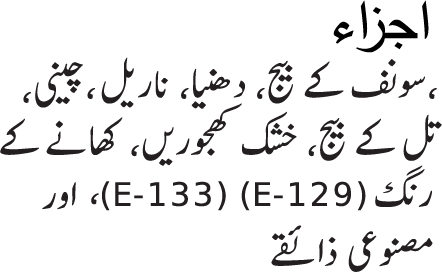 اجزاء
،سونف کے بیج، دھنیا، ناریل، چینی،
تل کے بیج، خشک کھجوریں، کھانے کے
رنگ (E-129) (E-133)، اور
مصنوعی ذائقے